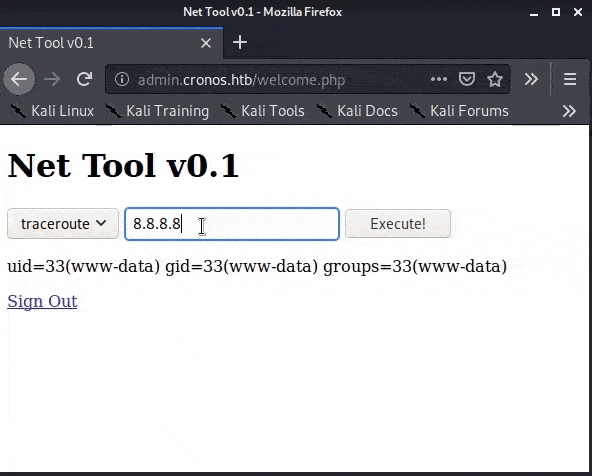 Net Tool v0.1 - Mozilla Firefox
Net Tool v0.1
admin.cronos.htb/welcome.php
Kali Linux Kali Training Kali Tools Kali Docs Kali Forums
Net Tool v0.1
traceroute 8.8.8.8 Execute!
uid=33(www-data) gid=33(www-data) groups=33(www-data)
Sign Out